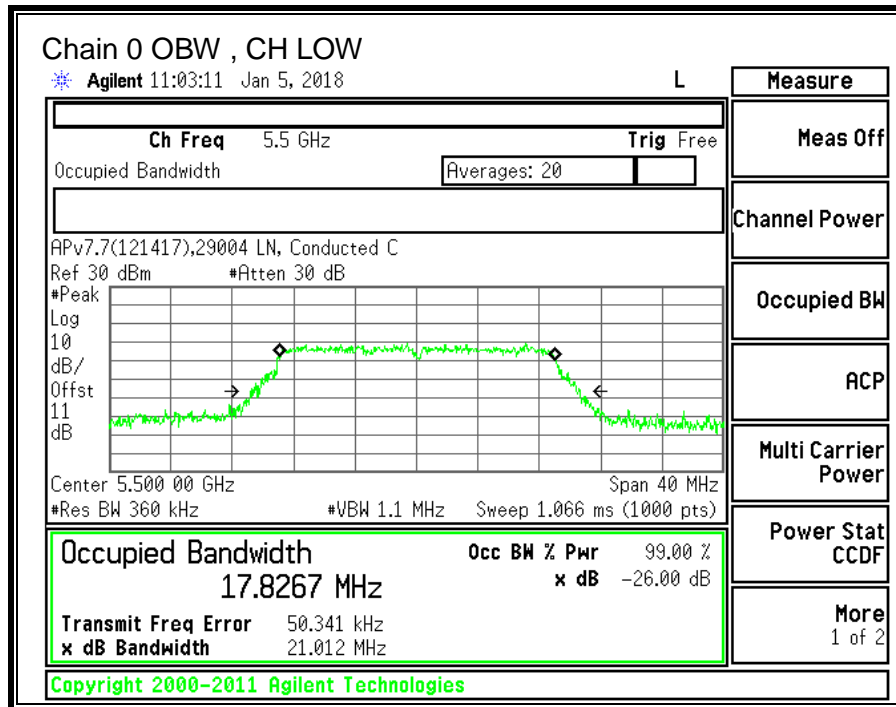 Chain 0 OBW , CH LOW
Agilent 11:03:11 Jan 5, 2018 L
Measure
Ch Freq 5.5 GHz Trig Free
Occupied Bandwidth Averages: 20
APv7.7(121417),29004 LN, Conducted C
Ref 30 dBm #Atten 30 dB
#Peak
Log
10
dB/
Offst
11
dB
Center 5.500 00 GHz Span 40 MHz
#Res BW 360 kHz #VBW 1.1 MHz Sweep 1.066 ms (1000 pts)
Occupied Bandwidth Occ BW % Pwr 99.00 %
17.8267 MHz x dB -26.00 dB
Transmit Freq Error 50.341 kHz
x dB Bandwidth 21.012 MHz
Meas Off
Channel Power
Occupied BW
ACP
Multi Carrier
Power
Power Stat
CCDF
More
1 of 2
Copyright 2000-2011 Agilent Technologies